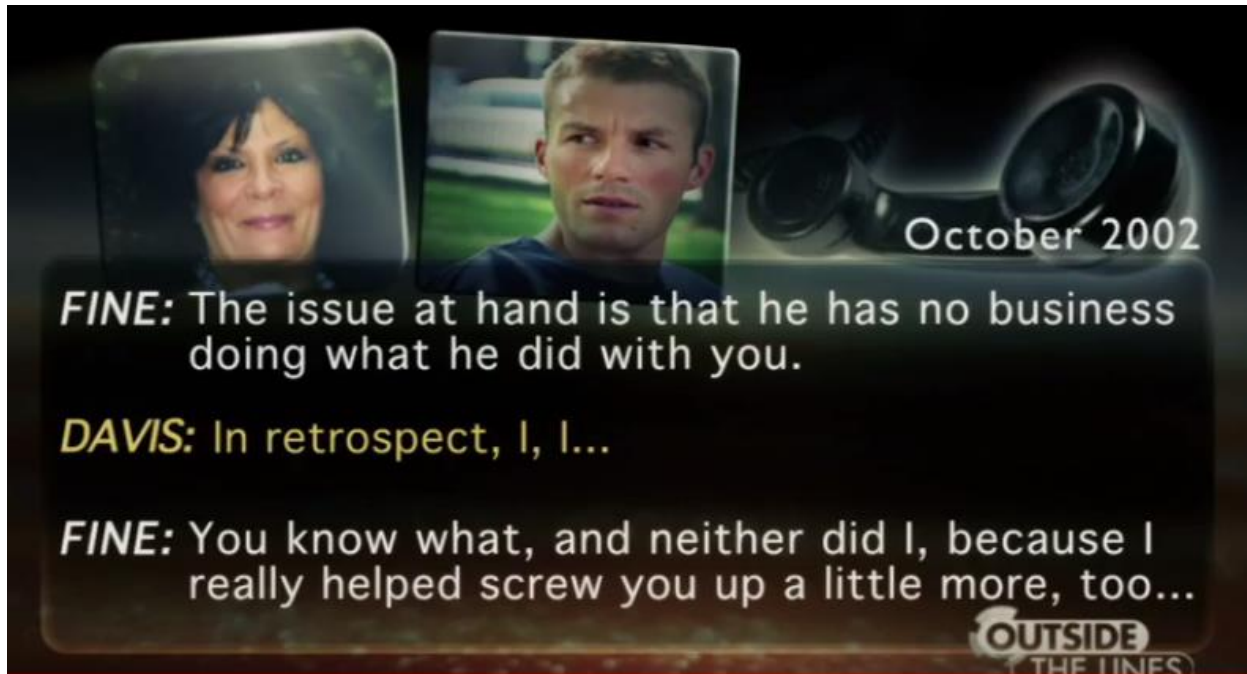 October 2002
FINE: The issue at hand is that he has no business
doing what he did with you.
DAVIS: In retrospect, I, I...
FINE: You know what, and neither did I, because I
really helped screw you up a little more, too...
OUTSIDE
THE LINES